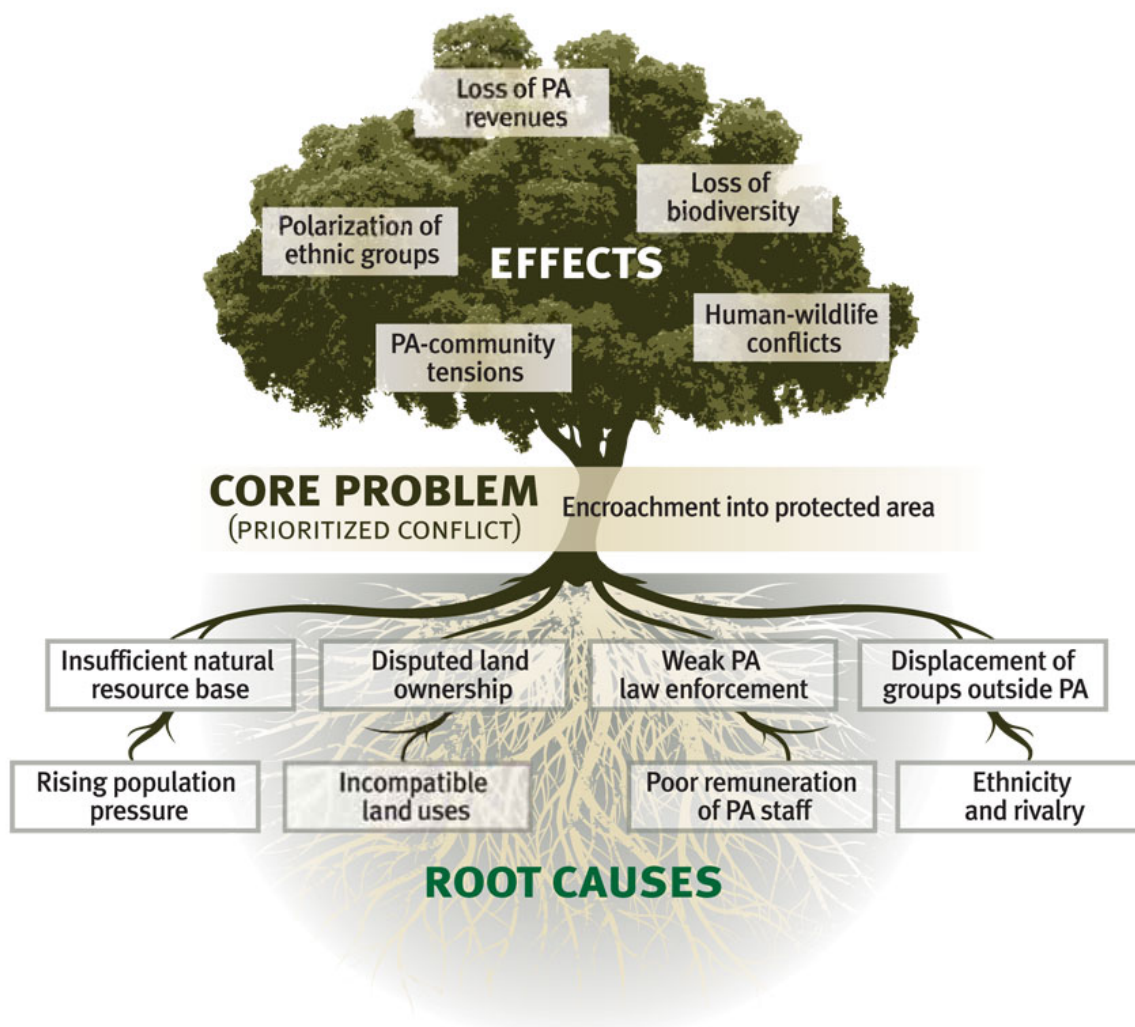 Loss of PA
revenues
Loss of
biodiversity
Polarization of
ethnic groups
EFFECTS
Human-wildlife
conflicts
PA-community
tensions
CORE PROBLEM
(PRIORITIZED CONFLICT)
Encroachment into protected area
Insufficient natural
resource base
Disputed land
ownership
Weak PA
law enforcement
Displacement of
groups outside PA
Rising population
pressure
Incompatible
land uses
Poor remuneration
of PA staff
Ethnicity
and rivalry
ROOT CAUSES